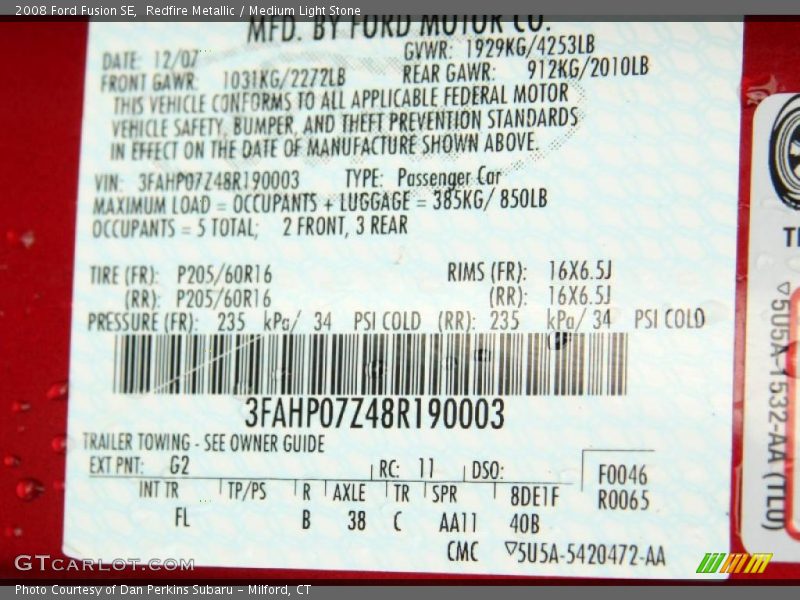 2008 Ford Fusion SE,  Redfire Metallic / Medium Light Stone
MFD. BY FORD MOTOR CO.
DATE: 12/07 GVWR: 1929KG/4253LB
FRONT GAWR: 1031KG/2272LB REAR GAWR: 912KG/2010LB
THIS VEHICLE CONFORMS TO ALL APPLICABLE FEDERAL MOTOR
VEHICLE SAFETY, BUMPER, AND THEFT PREVENTION STANDARDS
IN EFFECT ON THE DATE OF MANUFACTURE SHOWN ABOVE.
VIN: 3FAHP07Z48R190003 TYPE: Passenger Car
MAXIMUM LOAD = OCCUPANTS + LUGGAGE = 385KG/ 850LB
OCCUPANTS = 5 TOTAL; 2 FRONT, 3 REAR
TIRE (FR): P205/60R16 RIMS (FR): 16X6.5J
(RR): P205/60R16 (RR): 16X6.5J
PRESSURE (FR): 235 kPa/ 34 PSI COLD (RR): 235 kPa/ 34 PSI COLD
3FAHP07Z48R190003
TRAILER TOWING - SEE OWNER GUIDE
EXT PNT: G2 RC: 11 DSO: F0046
INT TR TP/PS R AXLE TR SPR 8DE1F R0065
FL B 38 C AA11 40B
CMC ▽5U5A-5420472-AA
▽5U5A-1532-AA (TLD)
GTCarLot.com
Photo Courtesy of Dan Perkins Subaru - Milford, CT